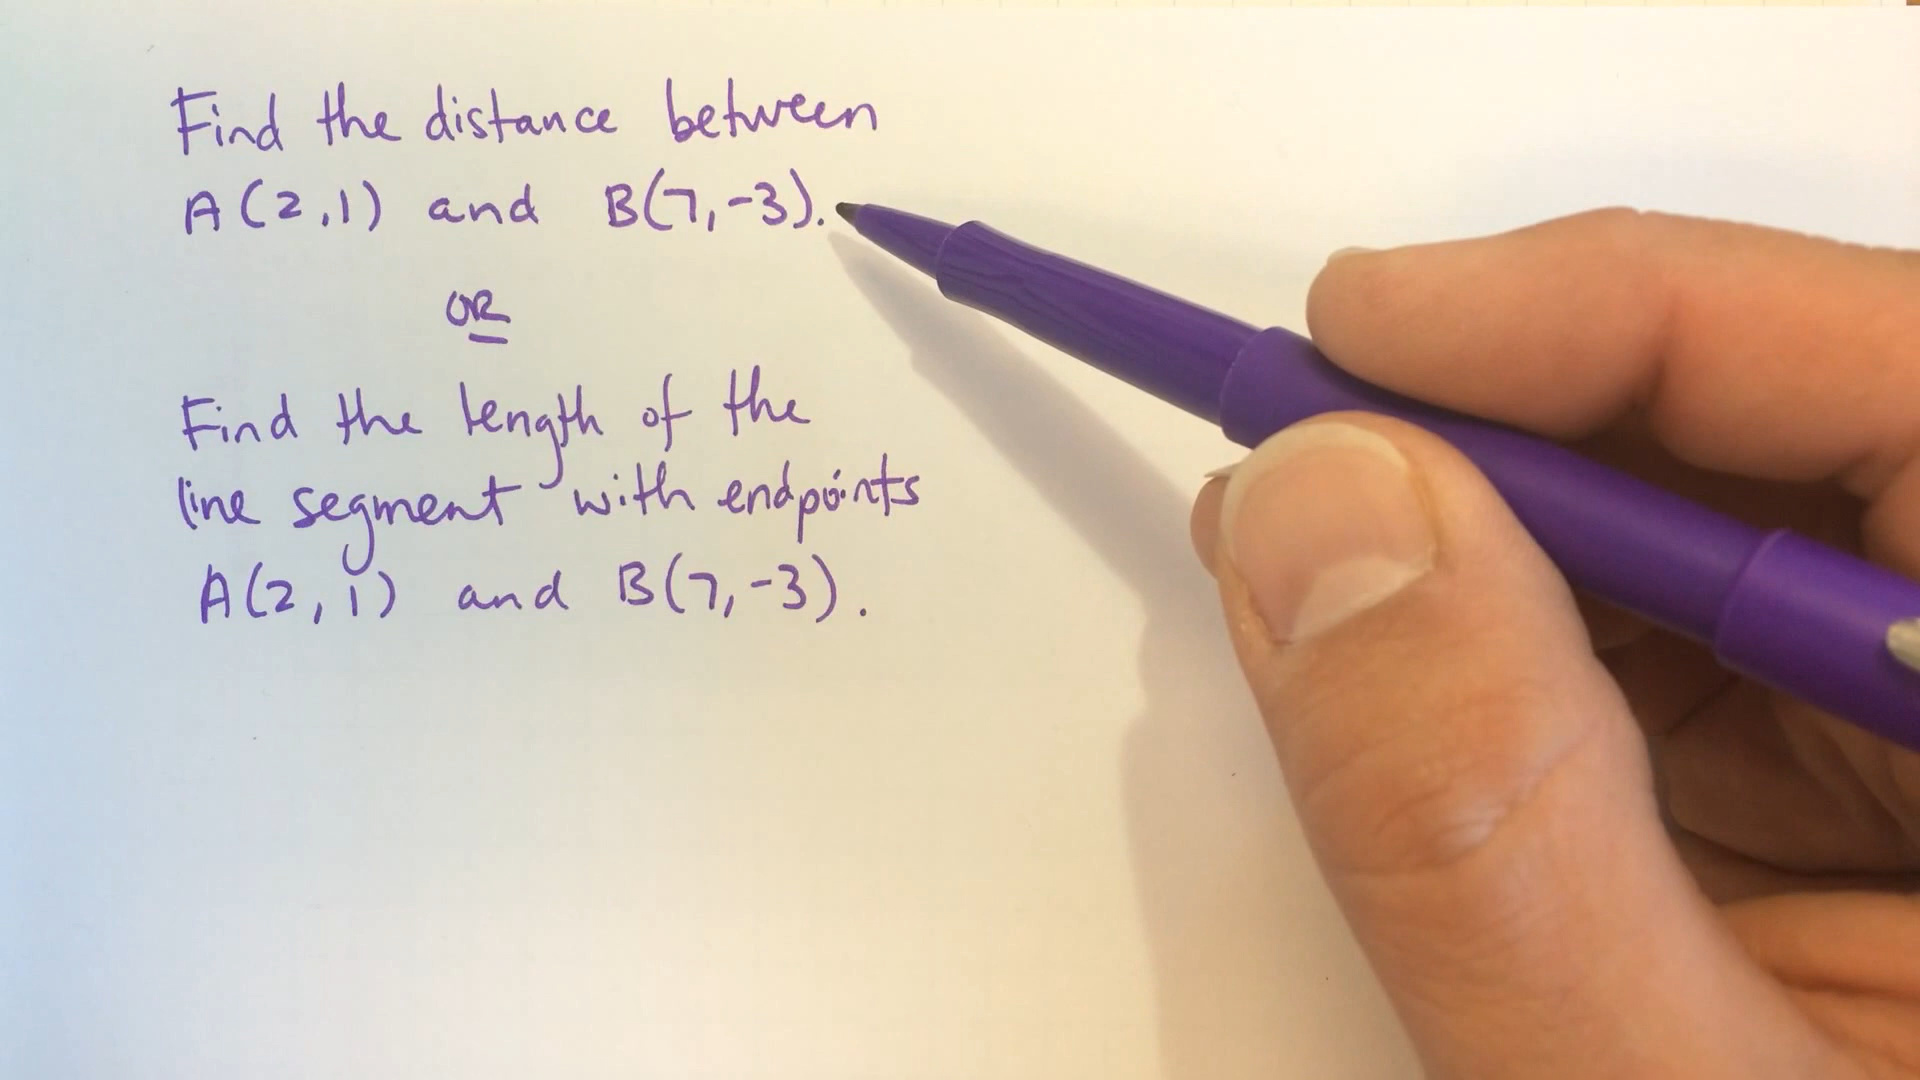 Find the distance between
A(2,1) and B(7,-3).
OR
Find the length of the
line segment with endpoints
A(2,1) and B(7,-3).